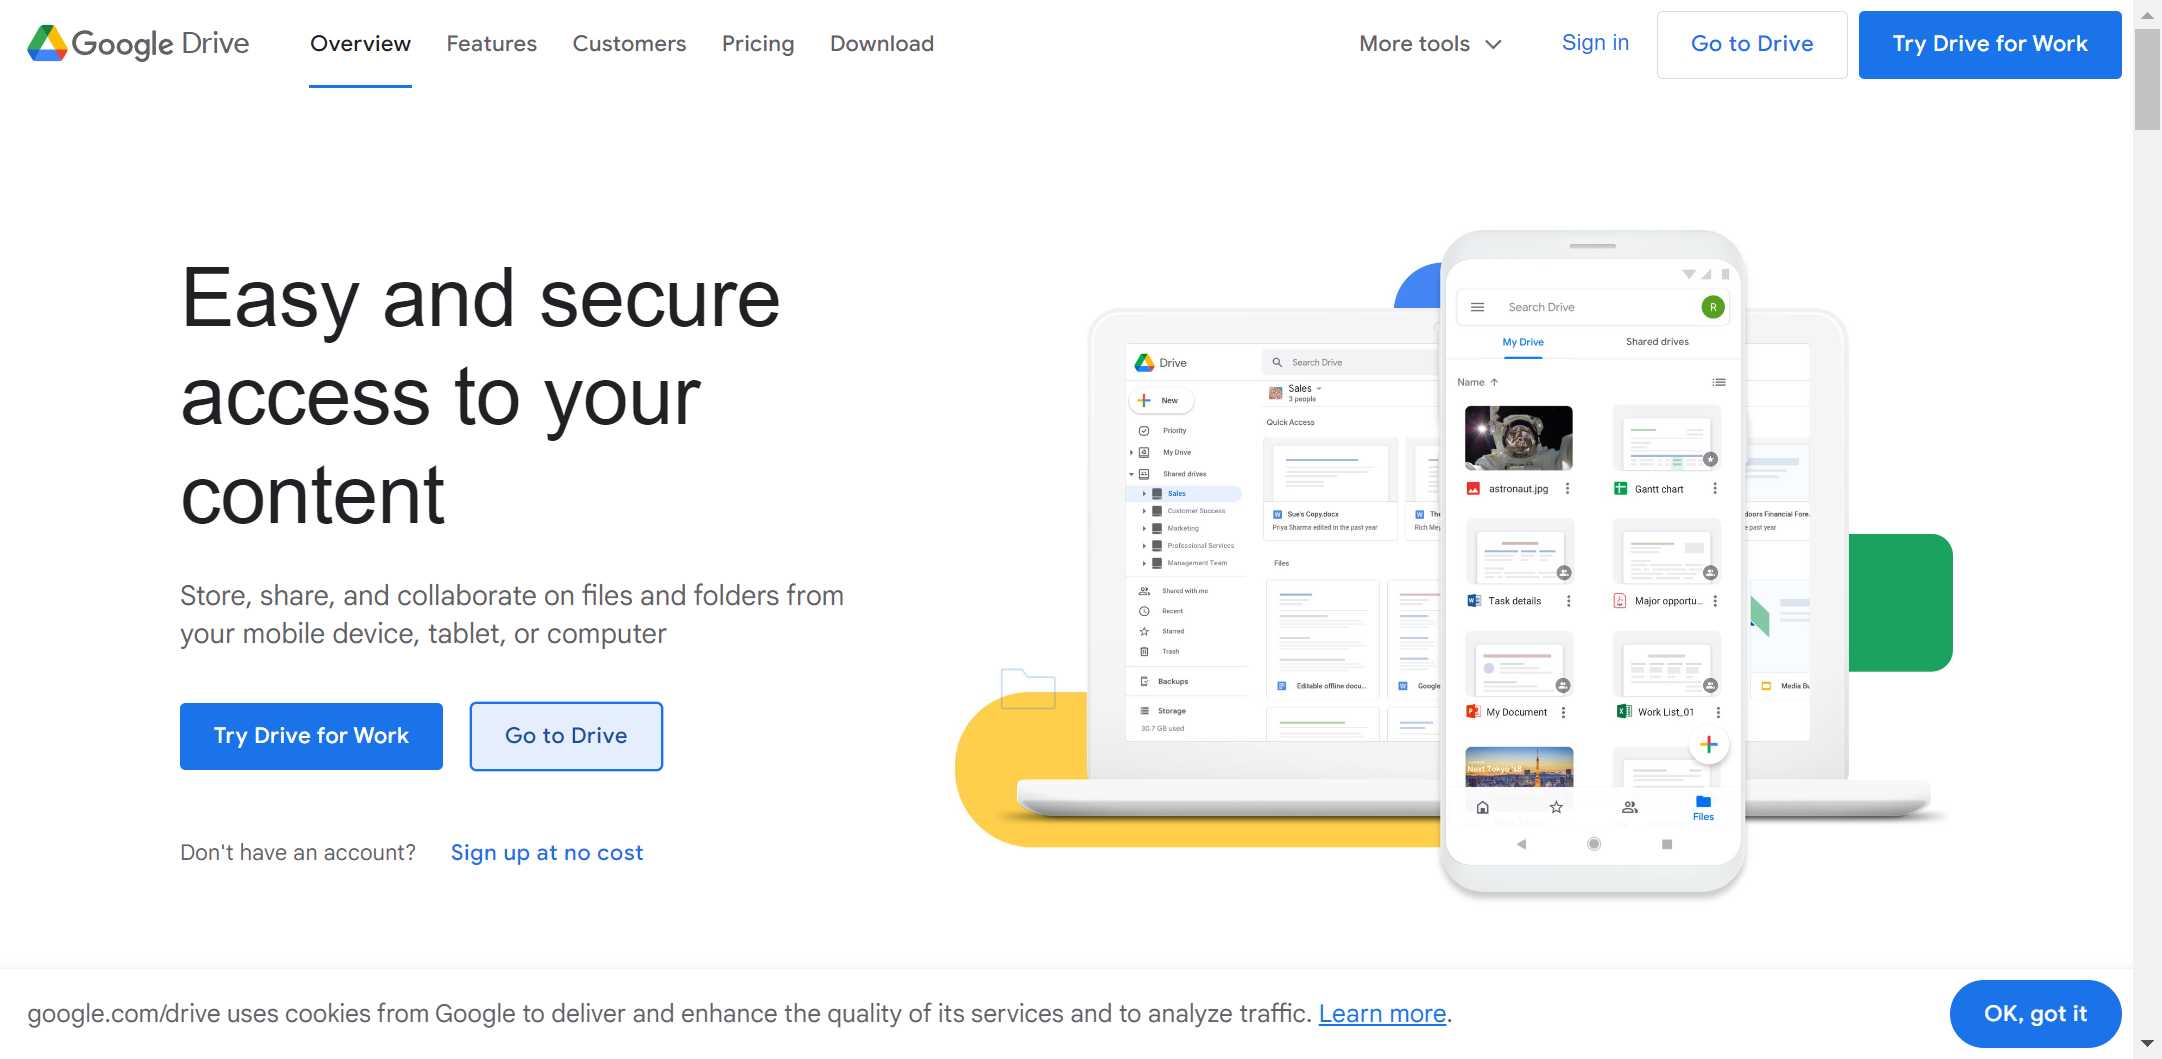 Google Drive
Overview
Features
Customers
Pricing
Download
More tools
Sign in
Go to Drive
Try Drive for Work
Easy and secure
access to your
content
Store, share, and collaborate on files and folders from
your mobile device, tablet, or computer
Try Drive for Work
Go to Drive
Don't have an account?
Sign up at no cost
Drive
Search Drive
New
Sales
3 people
Priority
My Drive
Shared drives
Sales
Customer Success
Marketing
Professional Services
Management Team
Shared with me
Recent
Starred
Trash
Backups
Storage
30.7 GB used
Quick Access
Sue's Copy.docx
Priya Sharma edited in the past year
The
Rich Mey
Files
Editable offline docu...
Google
doors Financial Fore..
e past year
Media Bu
Search Drive
R
My Drive
Shared drives
Name
astronaut.jpg
Gantt chart
Task details
Major opportu...
My Document
Work List_01
Next Tokyo '18
Files
google.com/drive uses cookies from Google to deliver and enhance the quality of its services and to analyze traffic. Learn more.
OK, got it